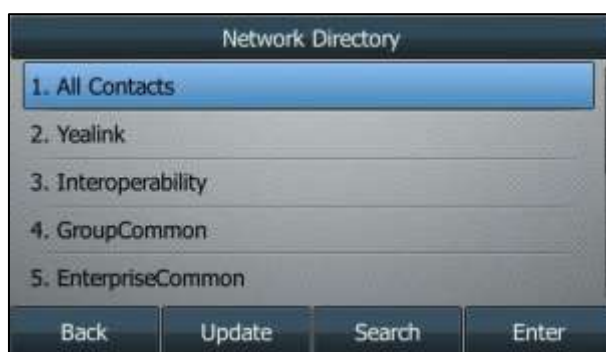 Network Directory
1. All Contacts
2. Yealink
3. Interoperability
4. GroupCommon
5. EnterpriseCommon
Back Update Search Enter